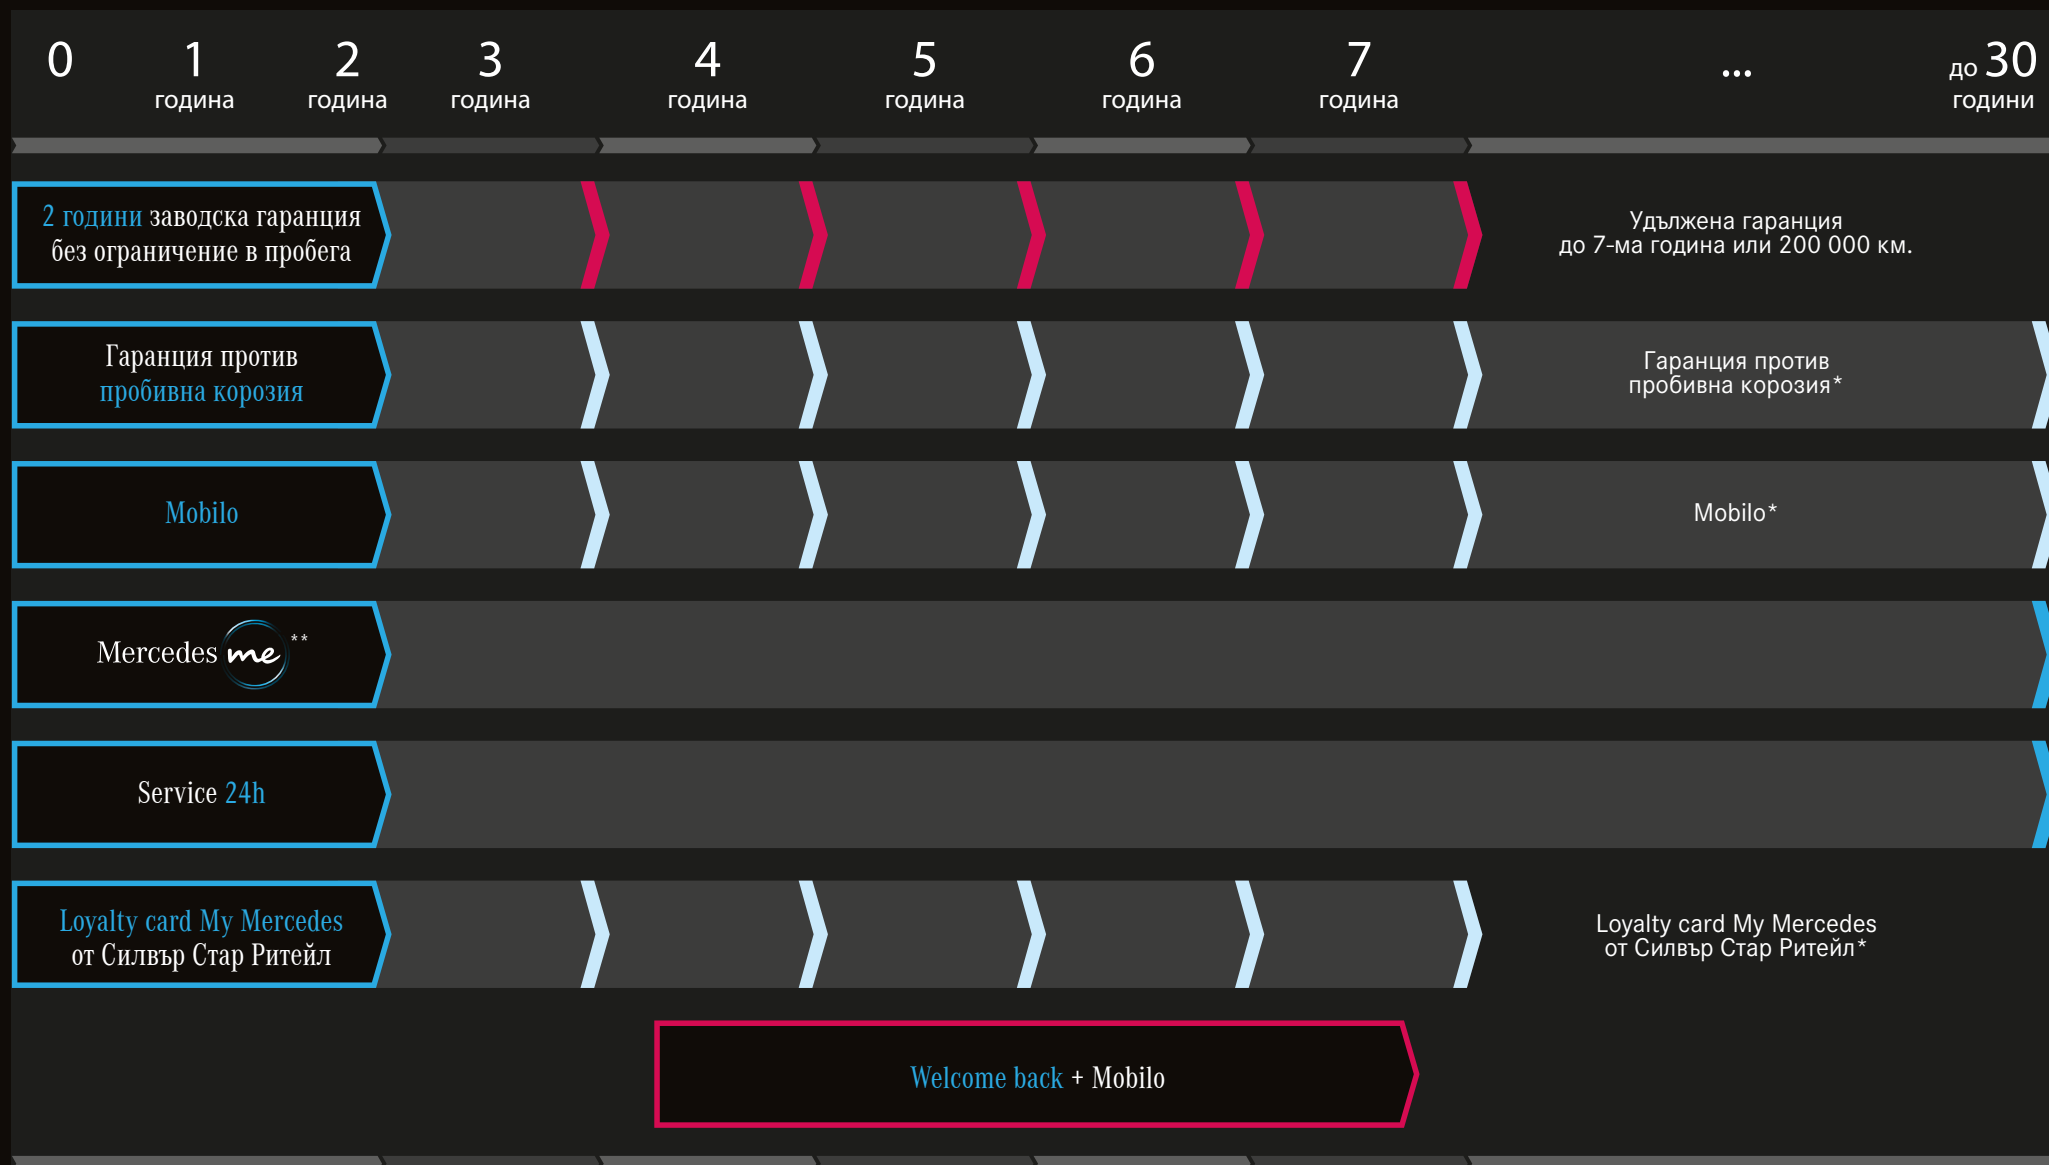 0 1 2 3 4 5 6 7 ... до 30
година година година година година година година години
2 години заводска гаранция
без ограничение в пробега
Удължена гаранция
до 7-ма година или 200 000 км.
Гаранция против
пробивна корозия
Гаранция против
пробивна корозия*
Mobilo
Mobilo*
Mercedes me**
Service 24h
Loyalty card My Mercedes
от Силвър Стар Ритейл
Loyalty card My Mercedes
от Силвър Стар Ритейл*
Welcome back + Mobilo